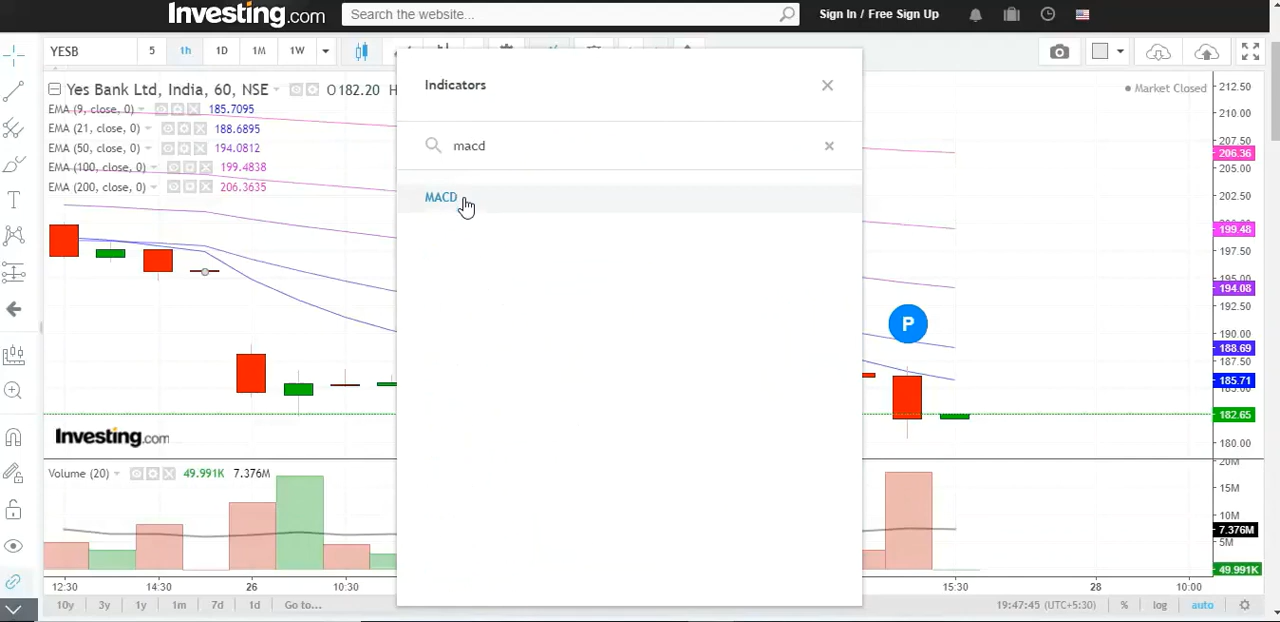 Investing.com
Search the website...
Sign In / Free Sign Up
YESB
5
1h
1D
1M
1W
Indicators
macd
MACD
Yes Bank Ltd, India, 60, NSE
O182.20
H
Market Closed
EMA (9, close, 0)
185.7095
EMA (21, close, 0)
188.6895
EMA (50, close, 0)
194.0812
EMA (100, close, 0)
199.4838
EMA (200, close, 0)
206.3635
P
Investing.com
212.50
210.00
207.50
206.36
205.00
202.50
199.48
197.50
195.00
194.08
192.50
190.00
188.69
187.50
185.71
182.65
180.00
Volume (20)
49.991K
7.376M
20M
15M
10M
7.376M
5M
49.991K
12:30
14:30
26
10:30
15:30
28
10:00
10y
3y
1y
1m
7d
1d
Go to...
19:47:45 (UTC+5:30)
%
log
auto